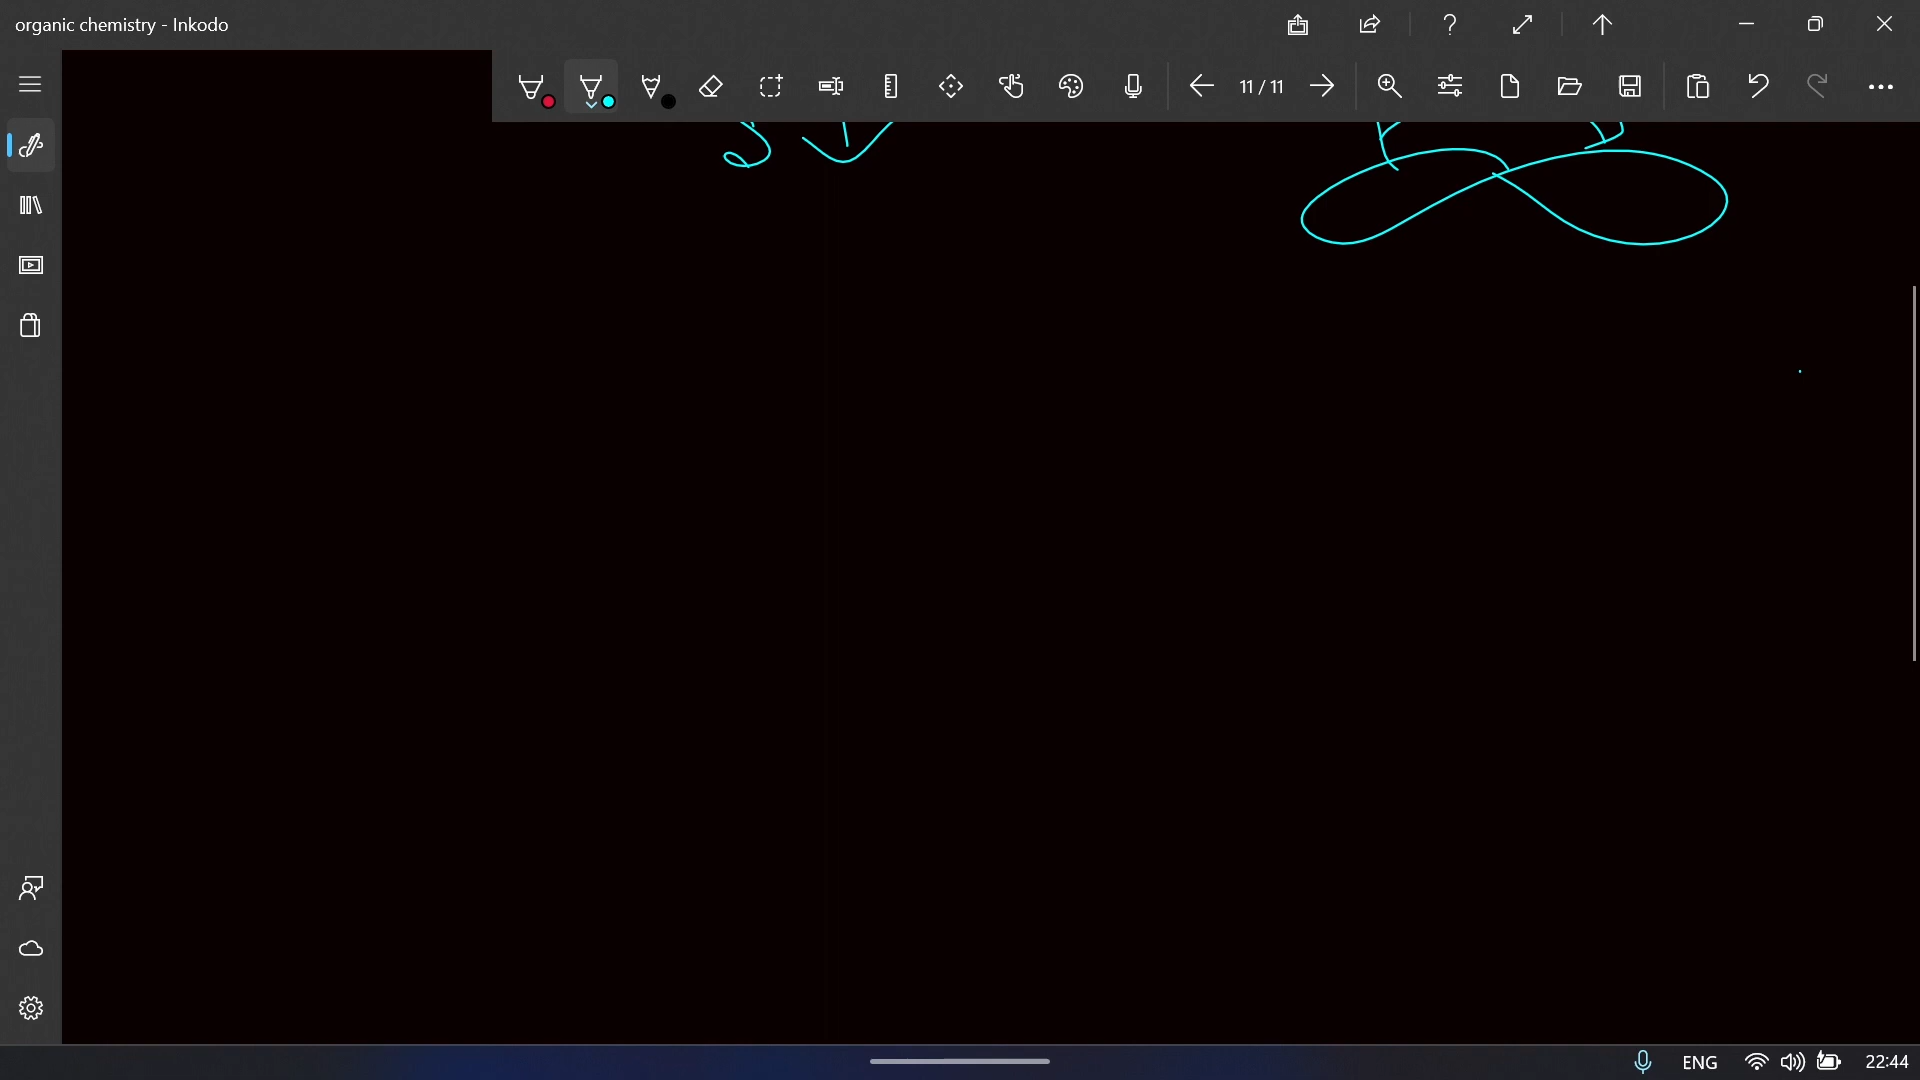 organic chemistry - Inkodo
11 / 11
ENG
22:44